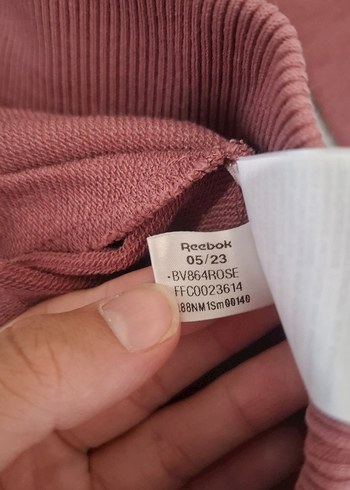 Reebok
05/23
-BV864ROSE
FFC0023614
88NM1Sm00140